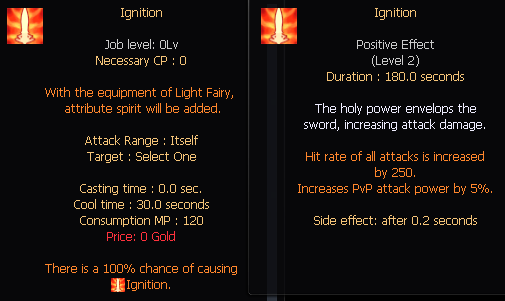 Ignition
Job level: 0Lv
Necessary CP : 0
With the equipment of Light Fairy,
attribute spirit will be added.
Attack Range : Itself
Target : Select One
Casting time : 0.0 sec.
Cool time : 30.0 seconds
Consumption MP : 120
Price: 0 Gold
There is a 100% chance of causing
Ignition.
Ignition
Positive Effect
(Level 2)
Duration : 180.0 seconds
The holy power envelops the
sword, increasing attack damage.
Hit rate of all attacks is increased
by 250.
Increases PvP attack power by 5%.
Side effect: after 0.2 seconds